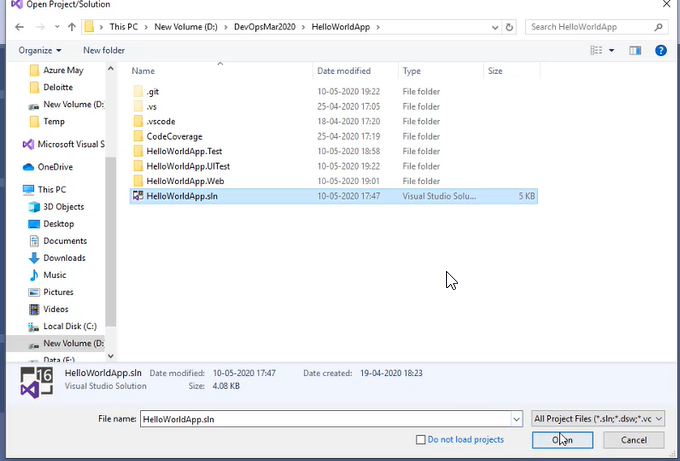 Open Project/Solution
This PC > New Volume (D:) > DevOpsMar2020 > HelloWorldApp >
Search HelloWorldApp
Organize New folder
Name Date modified Type Size
Azure May
Deloitte
New Volume (D:
Temp
Microsoft Visual S
OneDrive
This PC
3D Objects
Desktop
Documents
Downloads
Music
Pictures
Videos
Local Disk (C:)
New Volume (D:
Data (E:)
.git 10-05-2020 19:22 File folder
.vs 25-04-2020 17:05 File folder
.vscode 18-04-2020 17:20 File folder
CodeCoverage 25-04-2020 17:19 File folder
HelloWorldApp.Test 10-05-2020 18:58 File folder
HelloWorldApp.UITest 10-05-2020 19:22 File folder
HelloWorldApp.Web 10-05-2020 19:01 File folder
HelloWorldApp.sln 10-05-2020 17:47 Visual Studio Solu... 5 KB
16
HelloWorldApp.sln Date modified: 10-05-2020 17:47 Date created: 19-04-2020 18:23
Visual Studio Solution Size: 4.08 KB
File name: HelloWorldApp.sln All Project Files (*.sln;*.dsw;*.vc
Do not load projects Open Cancel